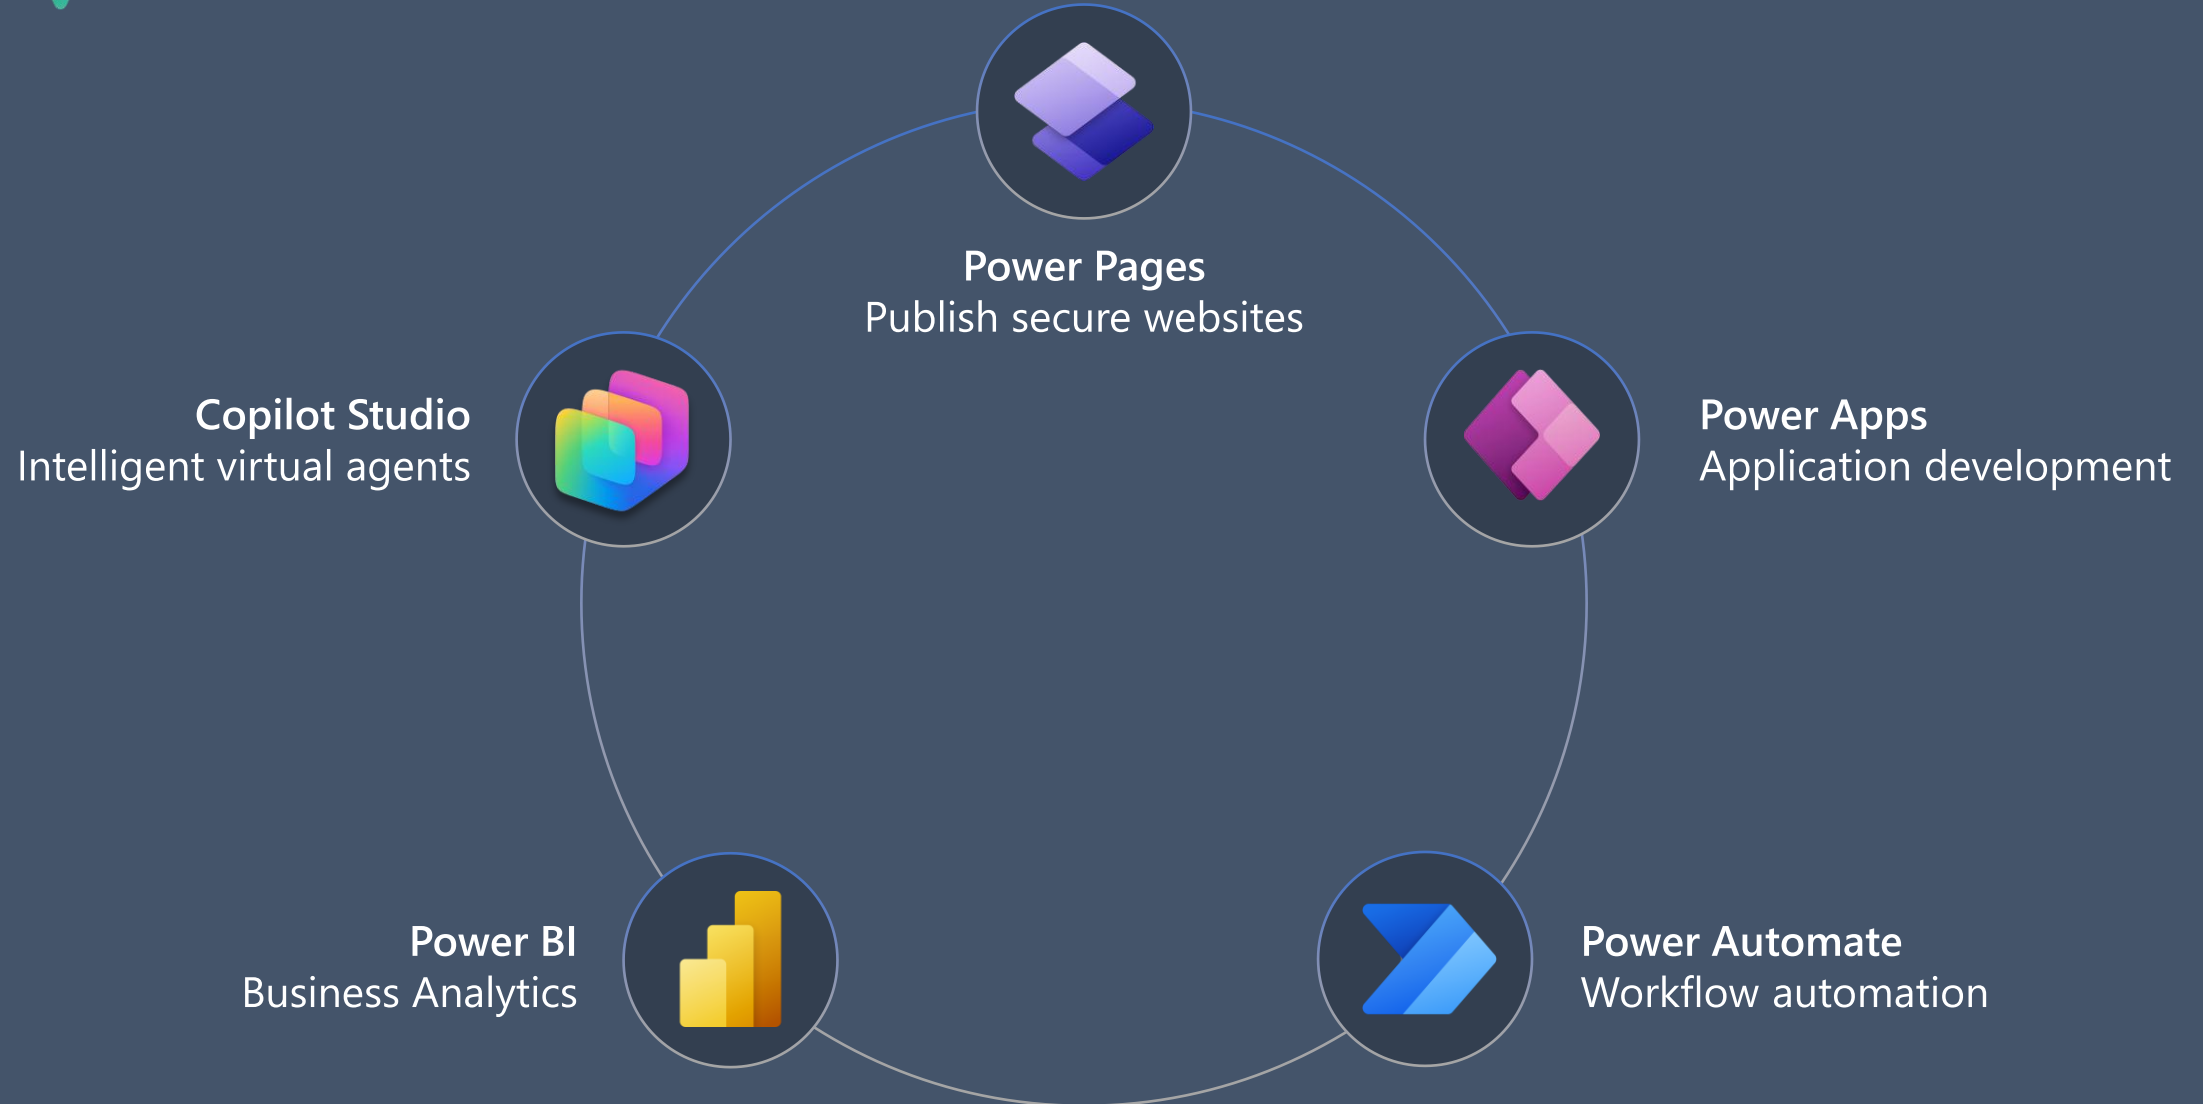 Power Pages
Publish secure websites
Copilot Studio
Intelligent virtual agents
Power Apps
Application development
Power BI
Business Analytics
Power Automate
Workflow automation